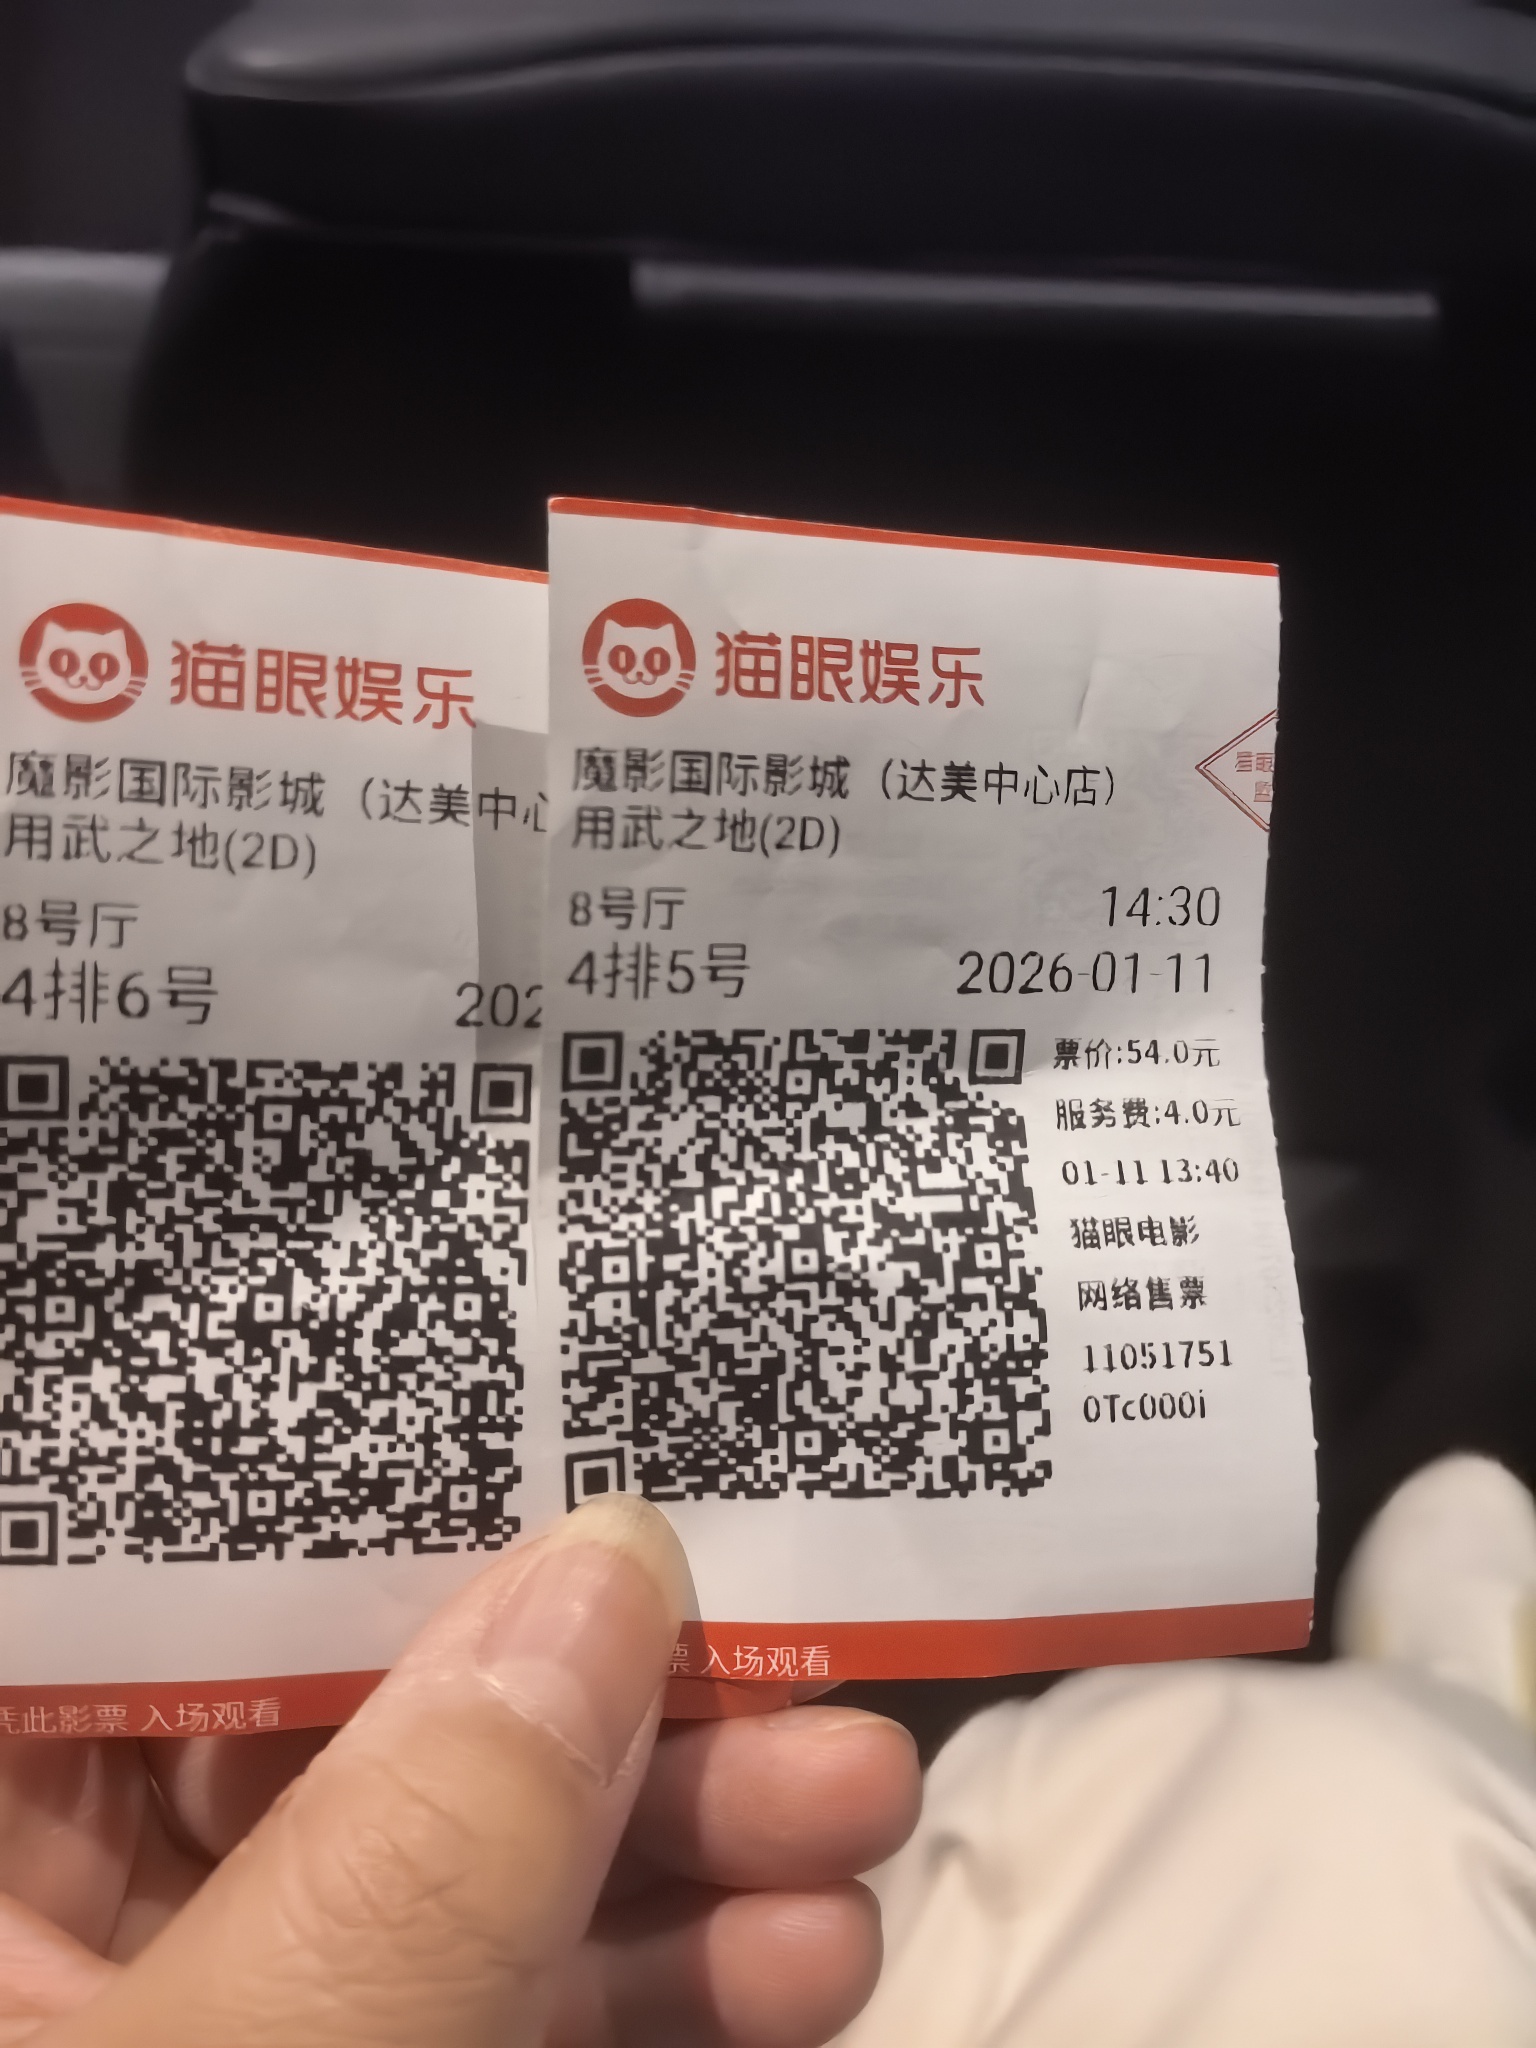 猫眼娱乐
魔影国际影城（达美中心
用武之地(2D)
8号厅
4排6号
202
凭此影票 入场观看
猫眼娱乐
魔影国际影城（达美中心店）
用武之地(2D)
8号厅
14:30
4排5号
2026-01-11
票价:54.0元
服务费:4.0元
01-11 13:40
猫眼电影
网络售票
11051751
0Tc000i
票 入场观看